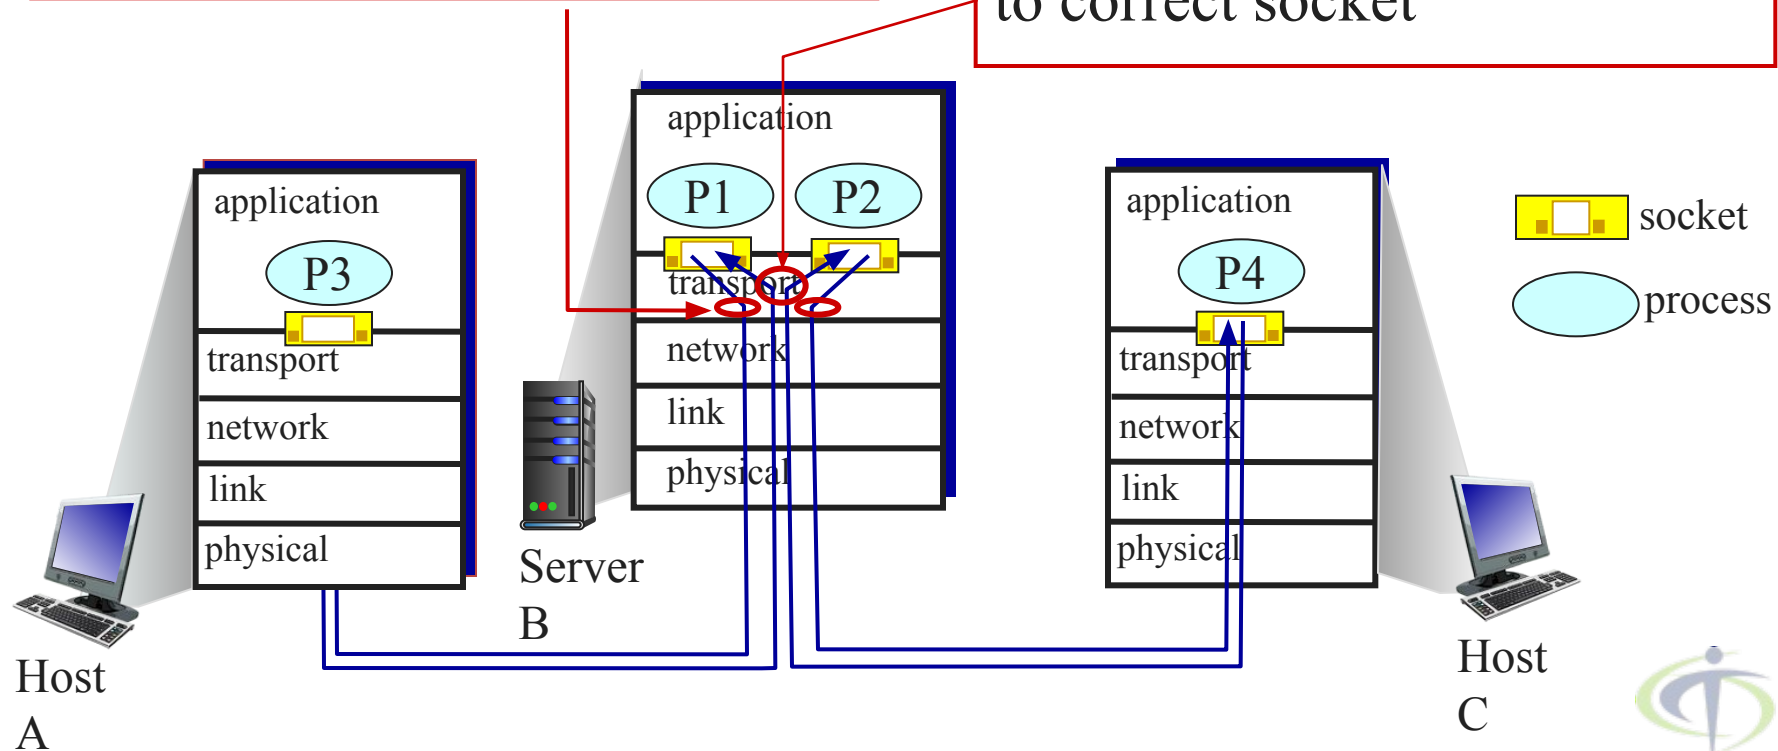 to correct socket
application
P1
P2
transport
network
link
physical
application
P3
transport
network
link
physical
application
P4
transport
network
link
physical
socket
process
Server
B
Host
A
Host
C